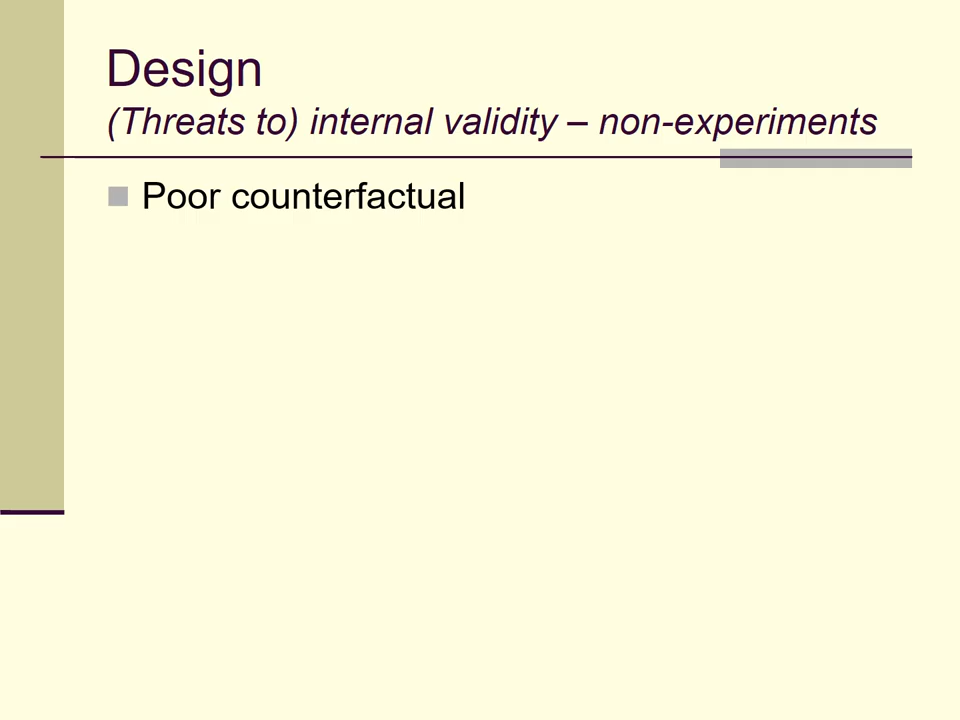 Design
(Threats to) internal validity – non-experiments
Poor counterfactual